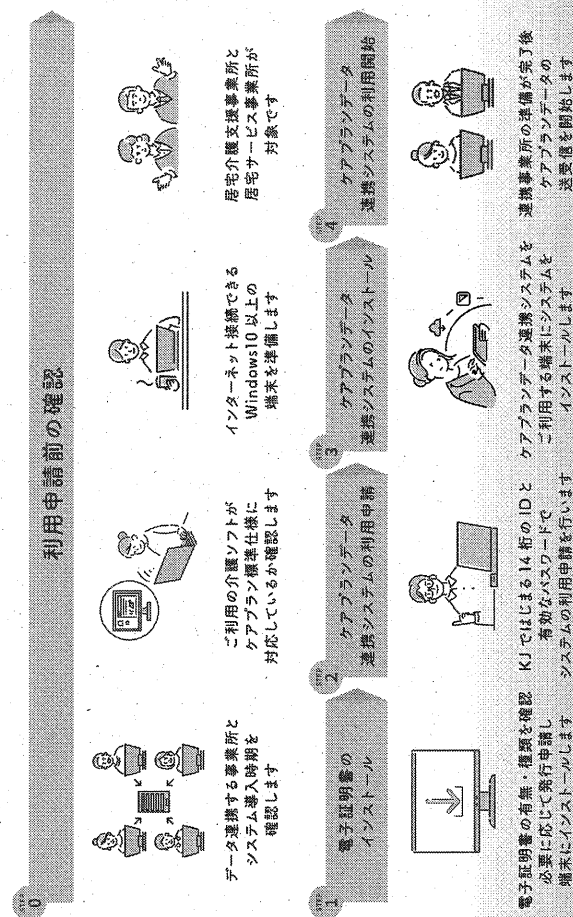 STEP
0
利用申請前の確認
データ連携する事業所と
システム導入時期を
確認します
ご利用の介護ソフトが
ケアプラン標準仕様に
対応しているか確認します
インターネット接続できる
Windows10 以上の
端末を準備します
居宅介護支援事業所と
居宅サービス事業所が
対象です
STEP
1
電子証明書の
インストール
電子証明書の有無・種類を確認
必要に応じて発行申請し
端末にインストールします
STEP
2
ケアプランデータ
連携システムの利用申請
KJ ではじまる 14 桁の ID と
有効なパスワードで
システムの利用申請を行います
STEP
3
ケアプランデータ
連携システムのインストール
ケアプランデータ連携システムを
ご利用する端末にシステムを
インストールします
STEP
4
ケアプランデータ
連携システムの利用開始
連携事業所の準備が完了後
ケアプランデータの
送受信を開始します